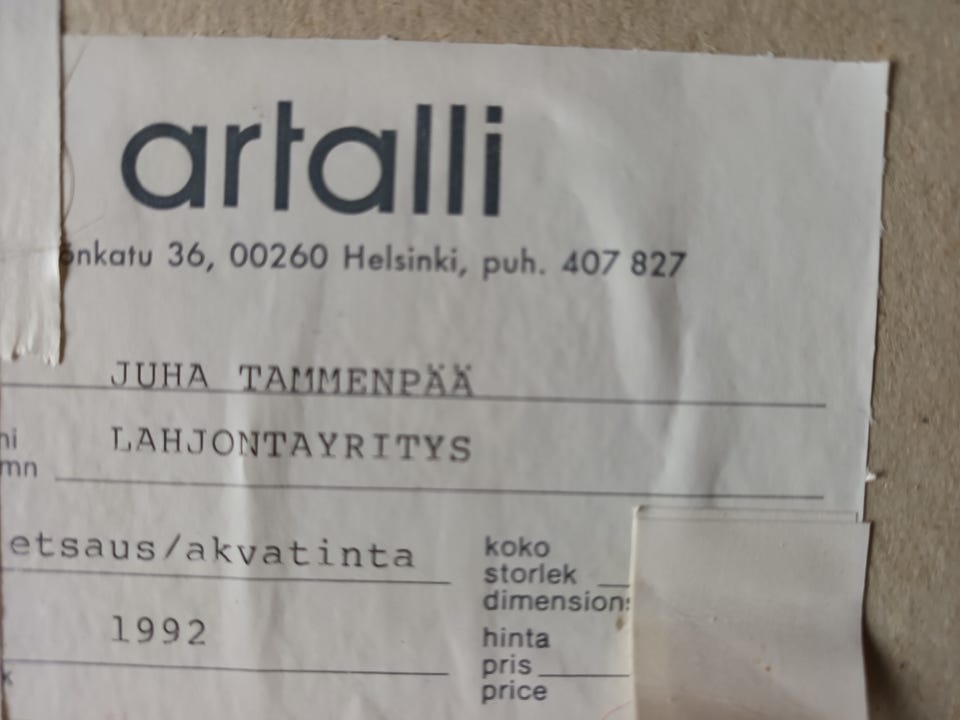 artalli
önkatu 36, 00260 Helsinki, puh. 407 827
JUHA TAMMENPÄÄ
ni LAHJONTAYRITYS
mn
etsaus/akvatinta
koko
storlek
dimensions
1992
hinta
pris
price
k